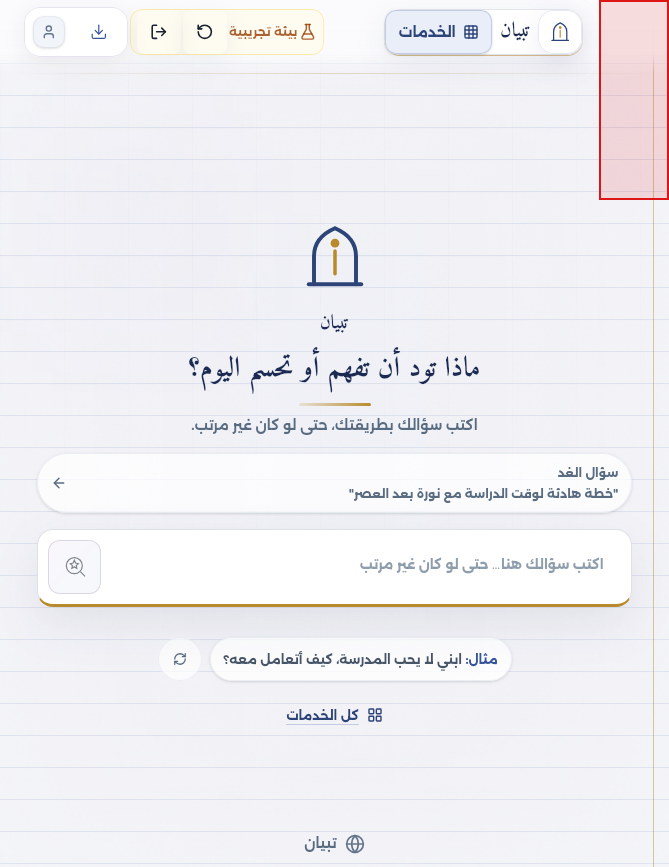 تبيان
الخدمات
بيئة تجريبية
تبيان
ماذا تود أن تفهم أو تحسم اليوم؟
اكتب سؤالك بطريقتك، حتى لو كان غير مرتب.
سؤال الغد
"خطة هادئة لوقت الدراسة مع نورة بعد العصر"
اكتب سؤالك هنا… حتى لو كان غير مرتب
مثال: ابني لا يحب المدرسة، كيف أتعامل معه؟
كل الخدمات
تبيان